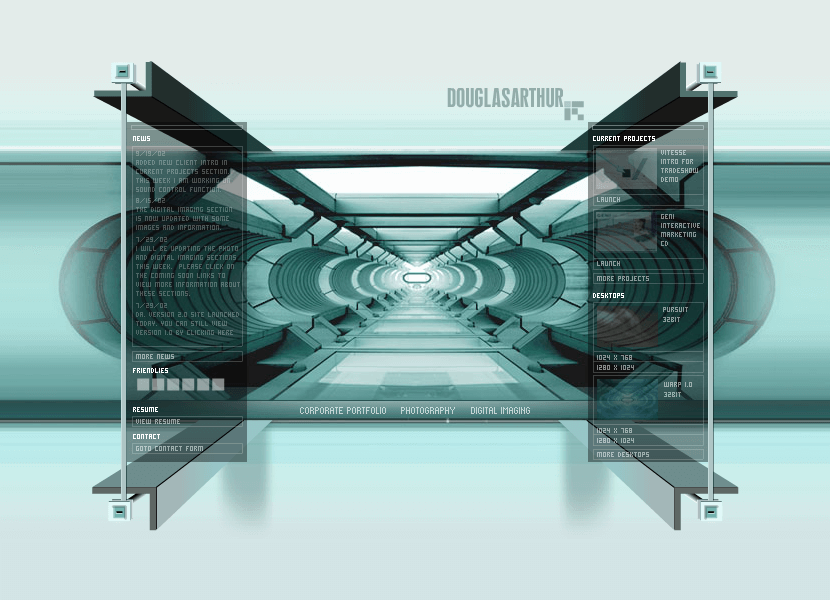 DOUGLASARTHUR
NEWS
9/19/02
ADDED NEW CLIENT INTRO IN
CURRENT PROJECTS SECTION
THIS WEEK I AM WORKING ON
SOUND CONTROL FUNCTION
8/15/02
THE DIGITAL IMAGING SECTION
IS NOW UPDATED WITH SOME
IMAGES AND INFORMATION.
7/29/02
I WILL BE UPDATING THE PHOTO
AND DIGITAL IMAGING SECTIONS
THIS WEEK. PLEASE CLICK ON
THE COMING SOON LINKS TO
VIEW MORE INFORMATION ABOUT
THESE SECTIONS.
7/29/02
DA. VERSION 2.0 SITE LAUNCHED
TODAY. YOU CAN STILL VIEW
VERSION 1.0 BY CLICKING HERE
MORE NEWS
FRIENDLIES
RESUME
VIEW RESUME
CONTACT
GOTO CONTACT FORM
CORPORATE PORTFOLIO PHOTOGRAPHY DIGITAL IMAGING
CURRENT PROJECTS
VITESSE
INTRO FOR
TRADESHOW
DEMO
LAUNCH
GENI
INTERACTIVE
MARKETING
CD
LAUNCH
MORE PROJECTS
DESKTOPS
PURSUIT
32BIT
1024 X 768
1280 X 1024
WARP 1.0
32BIT
1024 X 768
1280 X 1024
MORE DESKTOPS